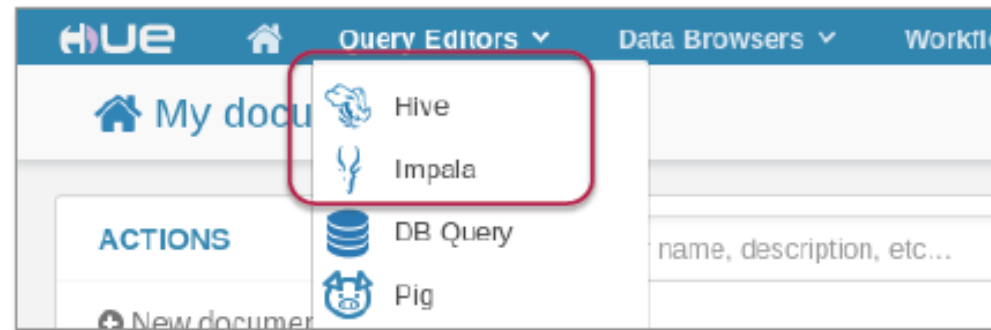 HUE Query Editors Data Browsers Workfl
My docu
Hive
Impala
ACTIONS
DB Query
name, description, etc...
Pig
New documen